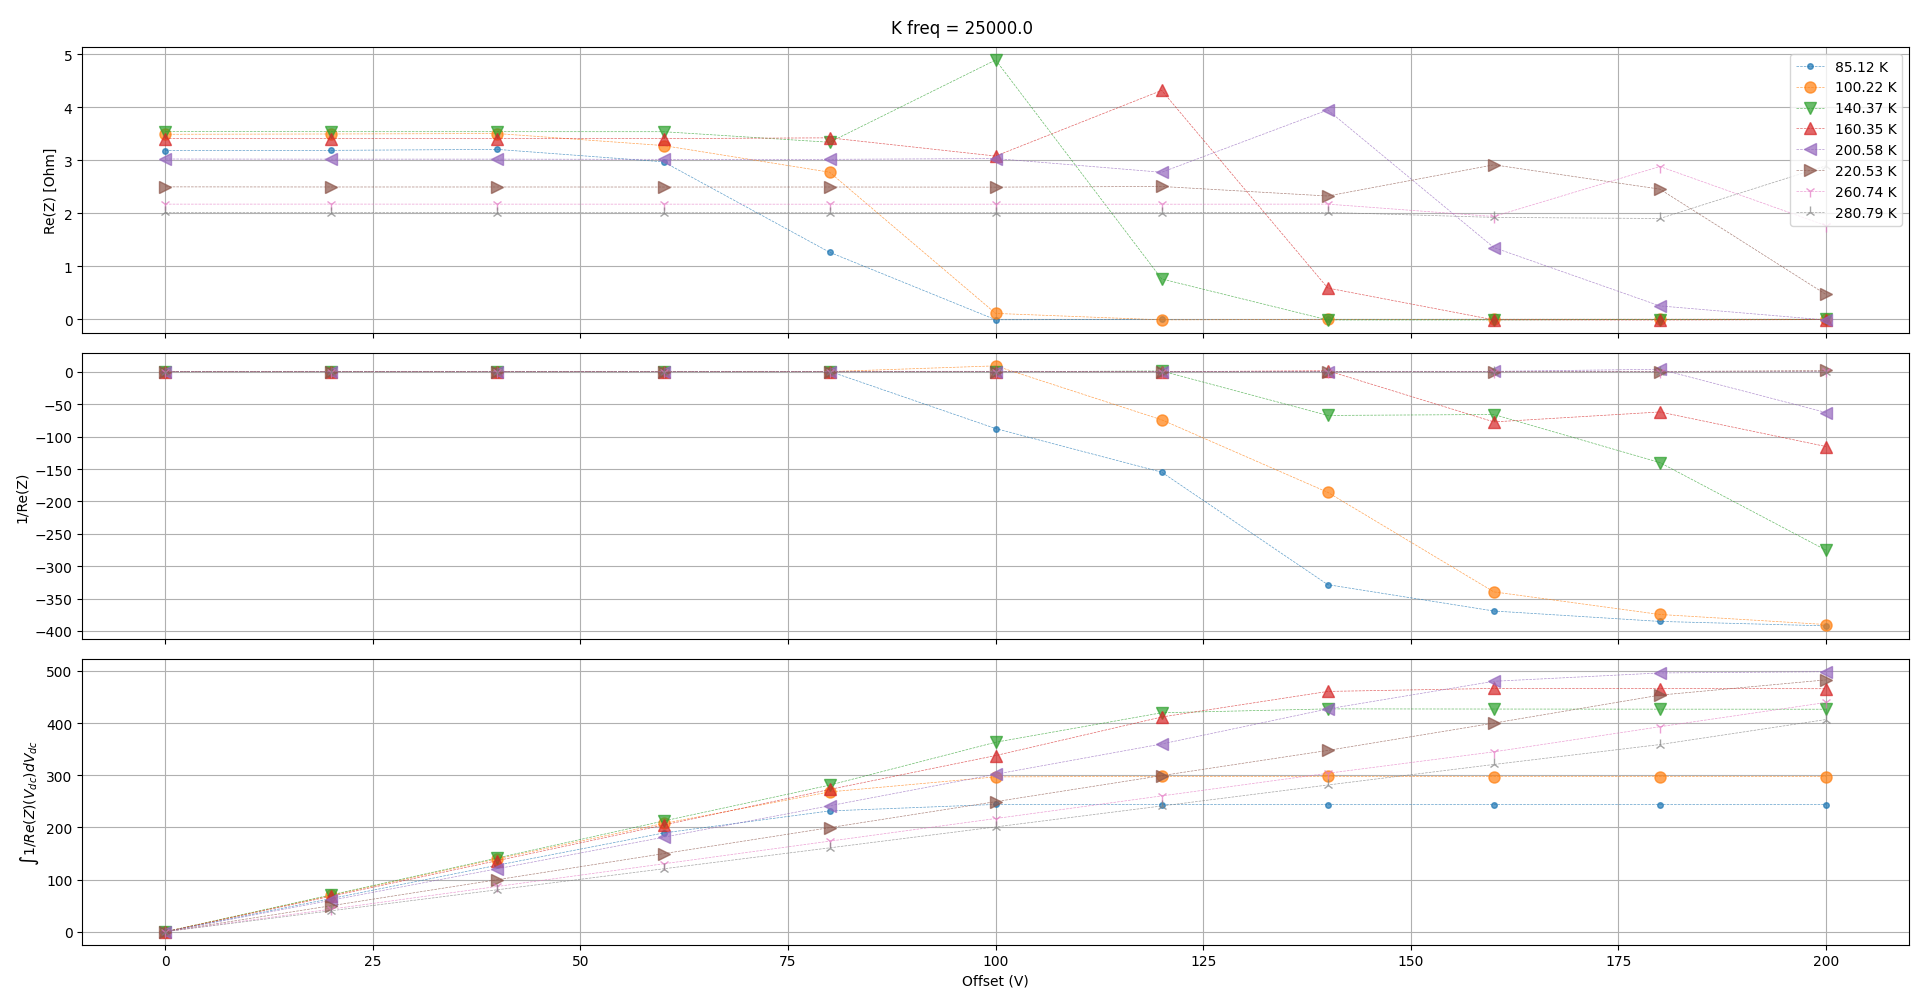 K freq = 25000.0
5
4
3
2
1
0
Re(Z) [Ohm]
85.12 K
100.22 K
140.37 K
160.35 K
200.58 K
220.53 K
260.74 K
280.79 K
0
−50
−100
−150
−200
−250
−300
−350
−400
1/Re(Z)
500
400
300
200
100
0
∫1/Re(Z)(V_dc)dV_dc
0 25 50 75 100 125 150 175 200
Offset (V)